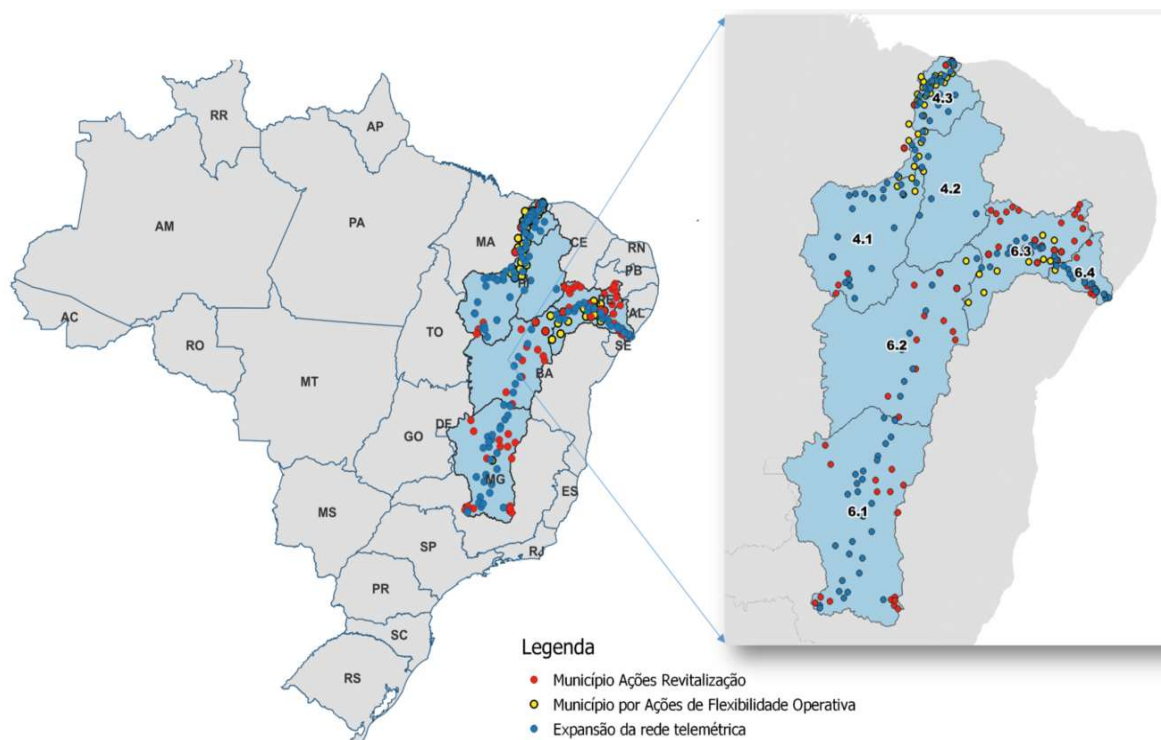 RR
AP
AM
PA
MA
CE
RN
PB
PI
PE
AL
SE
AC
RO
TO
BA
MT
DF
GO
MG
ES
MS
SP
RJ
PR
SC
RS
4.3
4.2
4.1
6.3
6.4
6.2
6.1
Legenda
Município Ações Revitalização
Município por Ações de Flexibilidade Operativa
Expansão da rede telemétrica